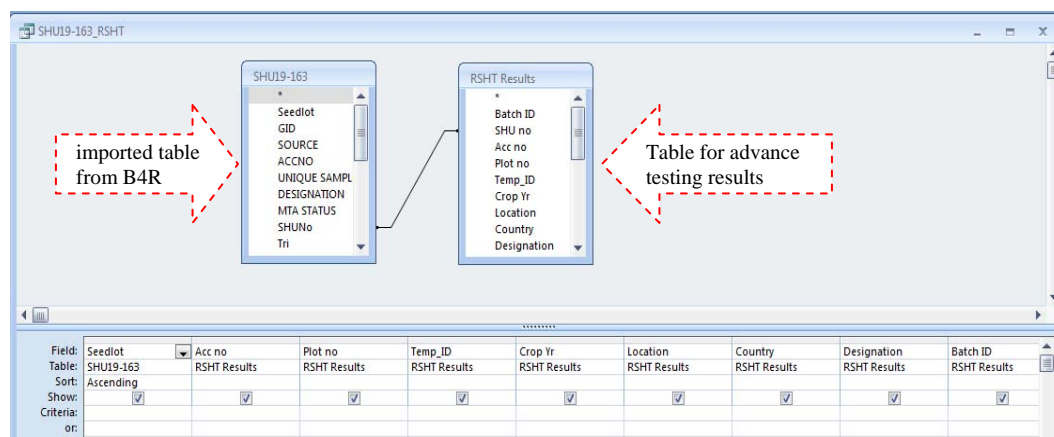 SHU19-163_RSHT
SHU19-163
*
Seedlot
GID
SOURCE
ACCNO
UNIQUE SAMPL
DESIGNATION
MTA STATUS
SHUNo
Tri
RSHT Results
*
Batch ID
SHU no
Acc no
Plot no
Temp_ID
Crop Yr
Location
Country
Designation
imported table
from B4R
Table for advance
testing results
Field: Seedlot Acc no Plot no Temp_ID Crop Yr Location Country Designation Batch ID
Table: SHU19-163 RSHT Results RSHT Results RSHT Results RSHT Results RSHT Results RSHT Results RSHT Results RSHT Results
Sort: Ascending
Show:
Criteria:
or: